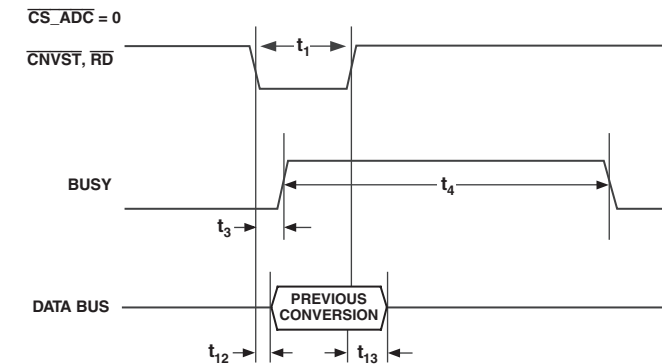 CS_ADC = 0
CNVST, RD
t1
BUSY
t4
t3
DATA BUS
PREVIOUS
CONVERSION
t12
t13